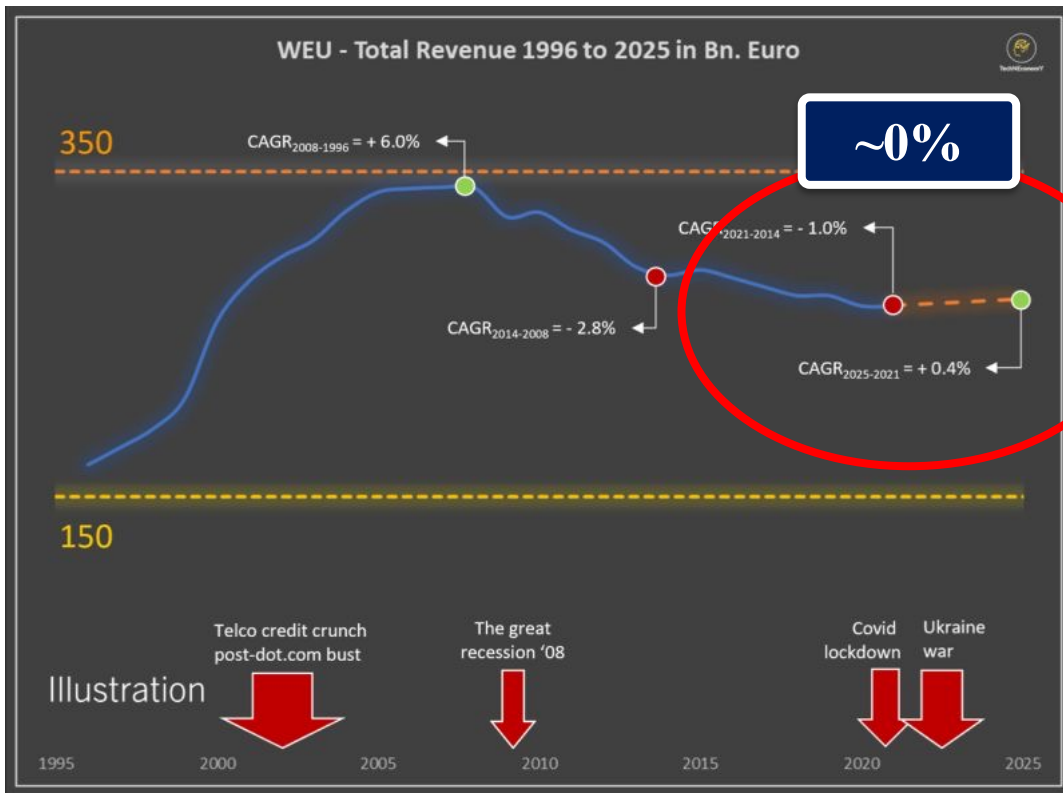 WEU - Total Revenue 1996 to 2025 in Bn. Euro
TechNEconomY
~0%
350
CAGR2008-1996 = + 6.0%
CAGR2021-2014 = - 1.0%
CAGR2014-2008 = - 2.8%
CAGR2025-2021 = + 0.4%
150
Telco credit crunch
post-dot.com bust
The great
recession ‘08
Covid
lockdown
Ukraine
war
Illustration
1995
2000
2005
2010
2015
2020
2025